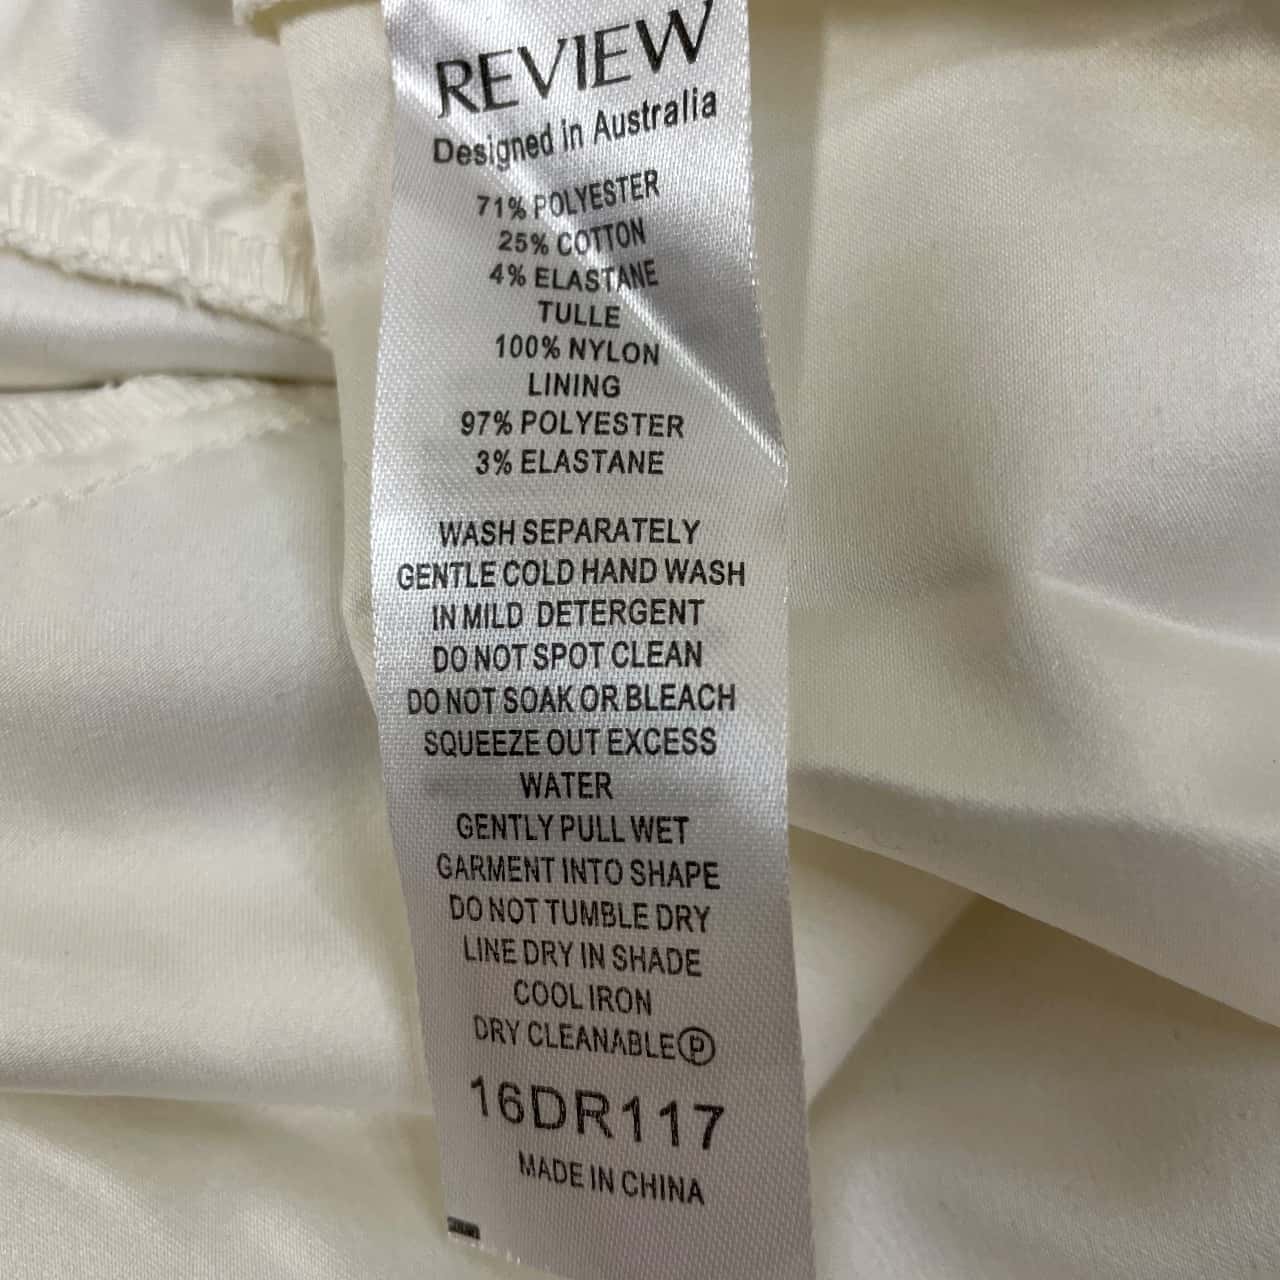 REVIEW
Designed in Australia
71% POLYESTER
25% COTTON
4% ELASTANE
TULLE
100% NYLON
LINING
97% POLYESTER
3% ELASTANE
WASH SEPARATELY
GENTLE COLD HAND WASH
IN MILD DETERGENT
DO NOT SPOT CLEAN
DO NOT SOAK OR BLEACH
SQUEEZE OUT EXCESS
WATER
GENTLY PULL WET
GARMENT INTO SHAPE
DO NOT TUMBLE DRY
LINE DRY IN SHADE
COOL IRON
DRY CLEANABLE Ⓟ
16DR117
MADE IN CHINA